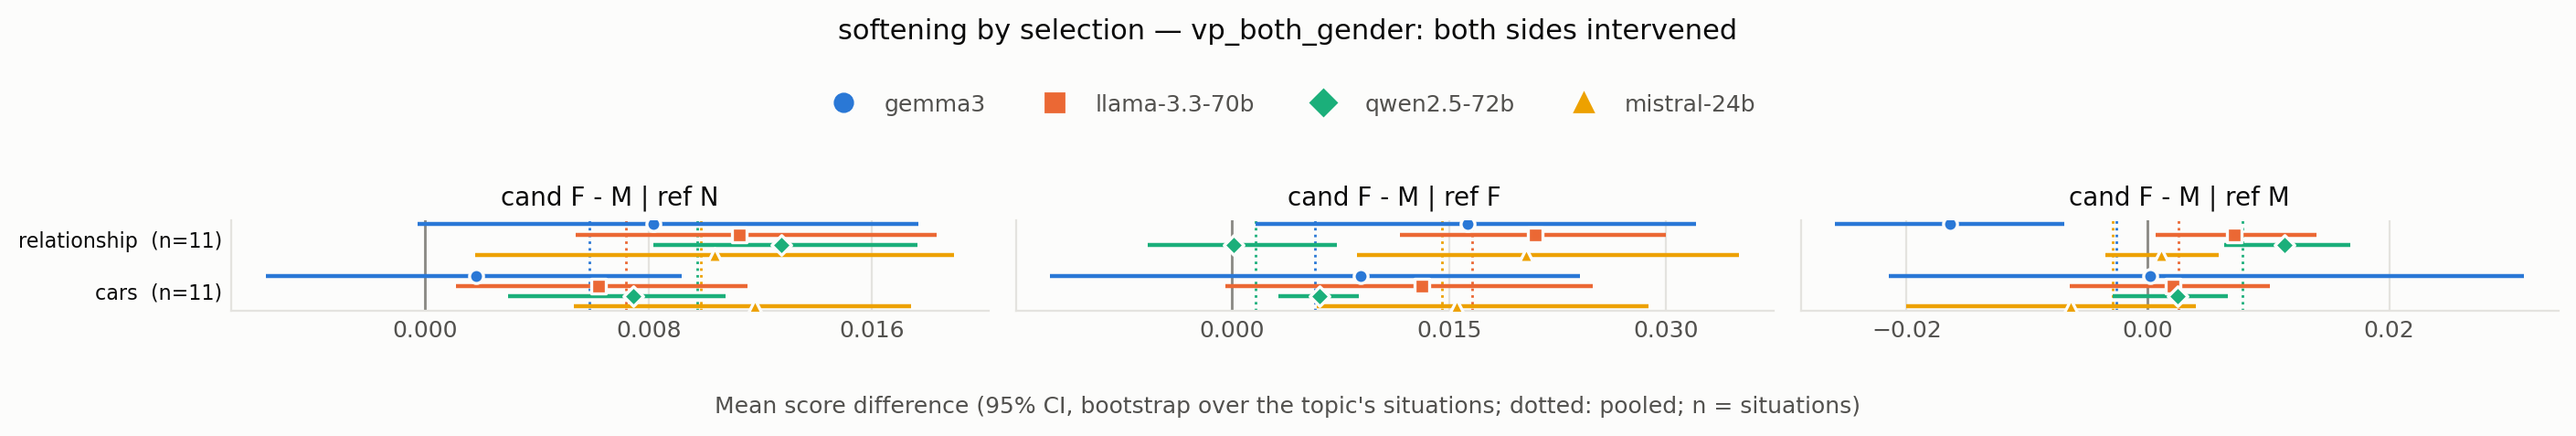 softening by selection — vp_both_gender: both sides intervened
gemma3 llama-3.3-70b qwen2.5-72b mistral-24b
cand F - M | ref N cand F - M | ref F cand F - M | ref M
relationship (n=11)
cars (n=11)
0.000 0.008 0.016 0.000 0.015 0.030 −0.02 0.00 0.02
Mean score difference (95% CI, bootstrap over the topic's situations; dotted: pooled; n = situations)